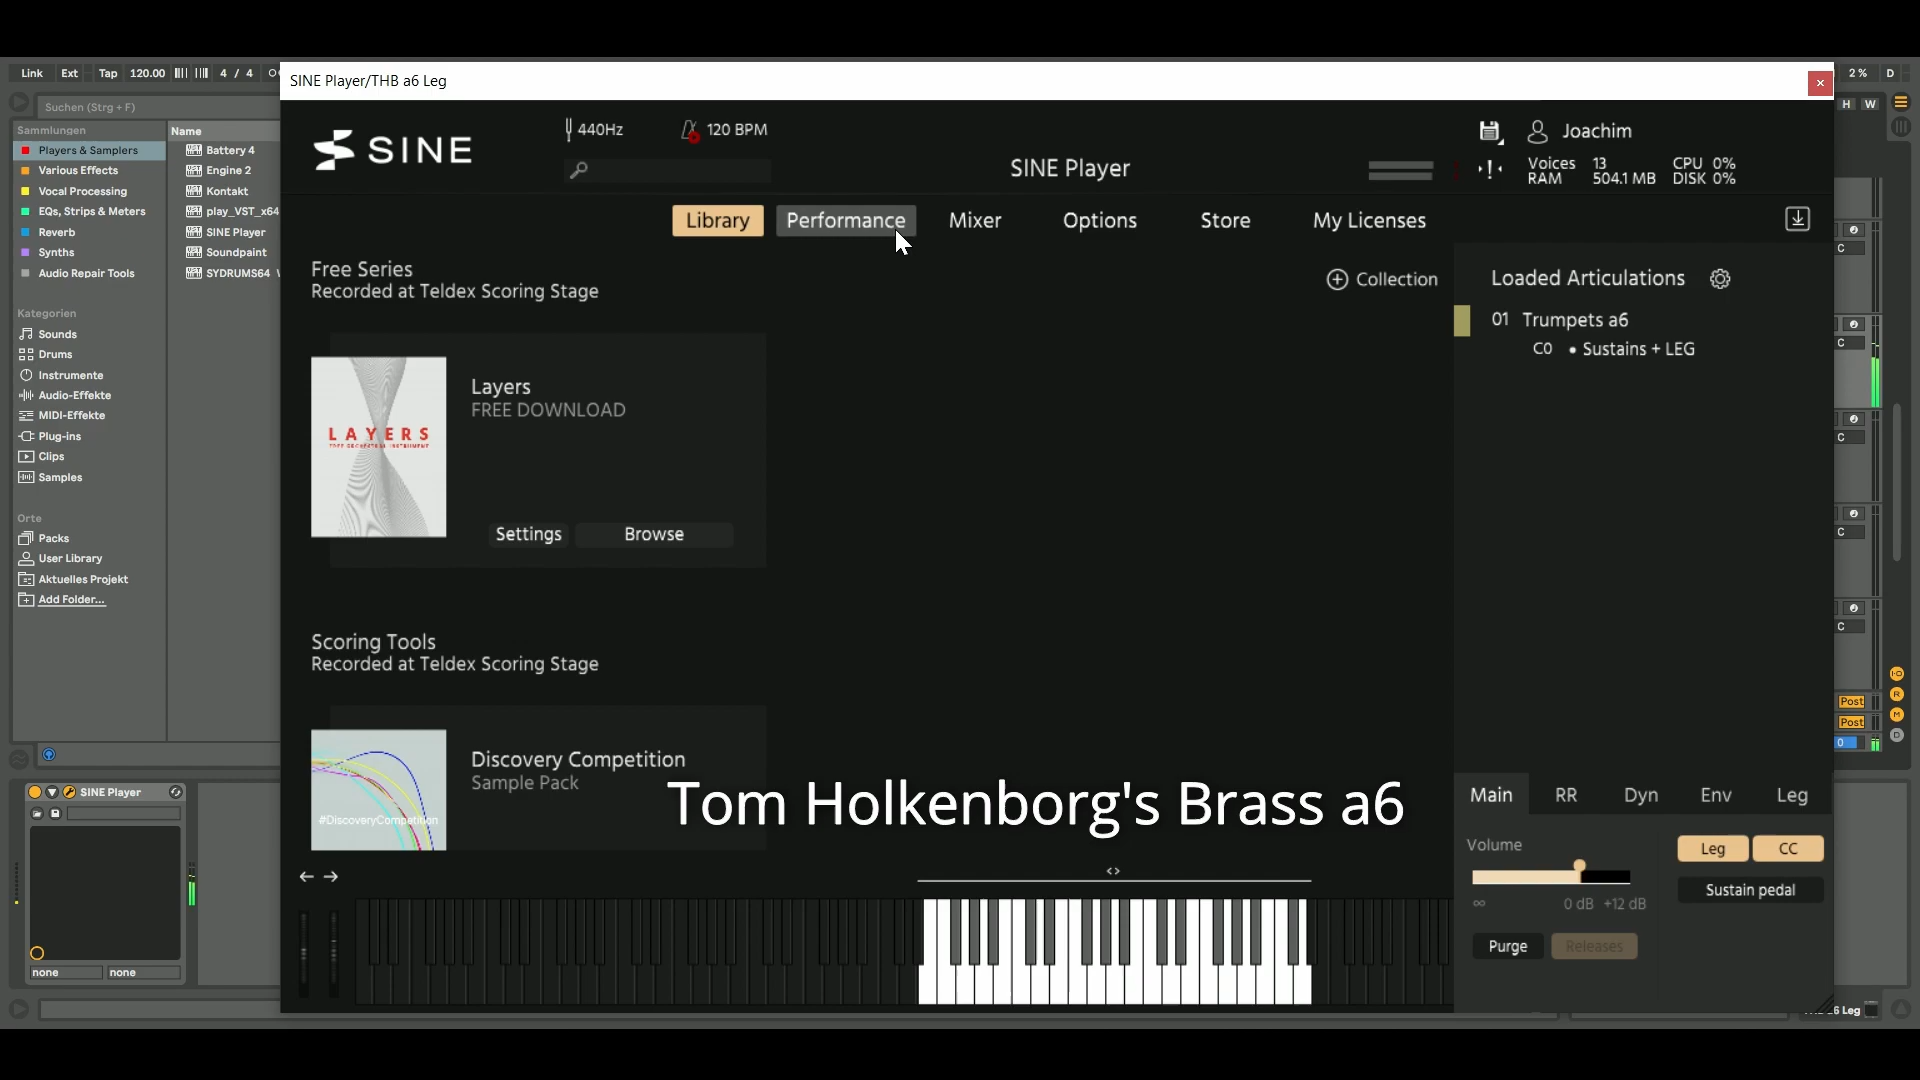 SINE Player/THB a6 Leg
Link Ext Tap 120.00 4 / 4
2 % D
Suchen (Strg + F)
H W
Sammlungen
Name
Players & Samplers
Various Effects
Vocal Processing
EQs, Strips & Meters
Reverb
Synths
Audio Repair Tools
Battery 4
Engine 2
Kontakt
play_VST_x64
SINE Player
Soundpaint
SYDRUMS64
Kategorien
Sounds
Drums
Instrumente
Audio-Effekte
MIDI-Effekte
Plug-ins
Clips
Samples
Orte
Packs
User Library
Aktuelles Projekt
Add Folder...
SINE
440Hz
120 BPM
SINE Player
Joachim
Voices 13 CPU 0%
RAM 504.1 MB DISK 0%
Library Performance Mixer Options Store My Licenses
Free Series
Recorded at Teldex Scoring Stage
Collection
LAYERS
FREE ORCHESTRAL INSTRUMENT
Layers
FREE DOWNLOAD
Settings Browse
Scoring Tools
Recorded at Teldex Scoring Stage
#DiscoveryCompetition
Discovery Competition
Sample Pack
Tom Holkenborg's Brass a6
Loaded Articulations
01 Trumpets a6
C0 • Sustains + LEG
Main RR Dyn Env Leg
Volume
∞ 0 dB +12 dB
Leg CC
Sustain pedal
Purge Releases
C
C
C
C
C
Post
Post
0
I·O
R
M
D
SINE Player
none none
6 Leg